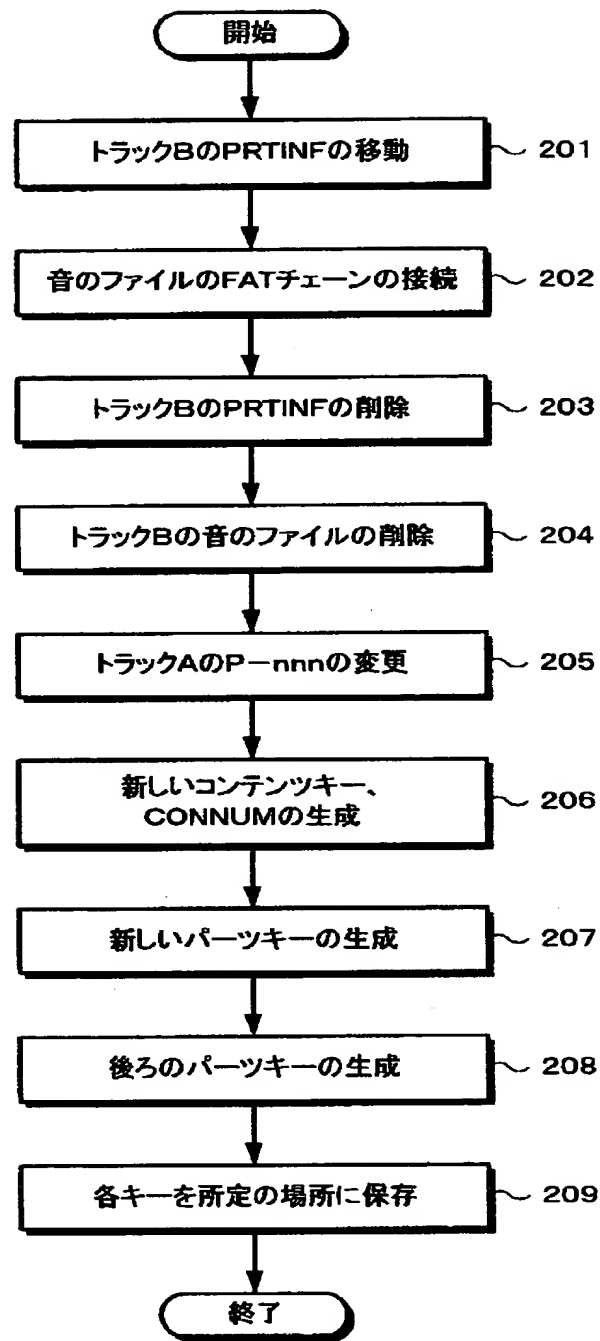 開始
トラックBのPRTINFの移動 201
音のファイルのFATチェーンの接続 202
トラックBのPRTINFの削除 203
トラックBの音のファイルの削除 204
トラックAのP−nnnの変更 205
新しいコンテンツキー、
CONNUMの生成 206
新しいパーツキーの生成 207
後ろのパーツキーの生成 208
各キーを所定の場所に保存 209
終了